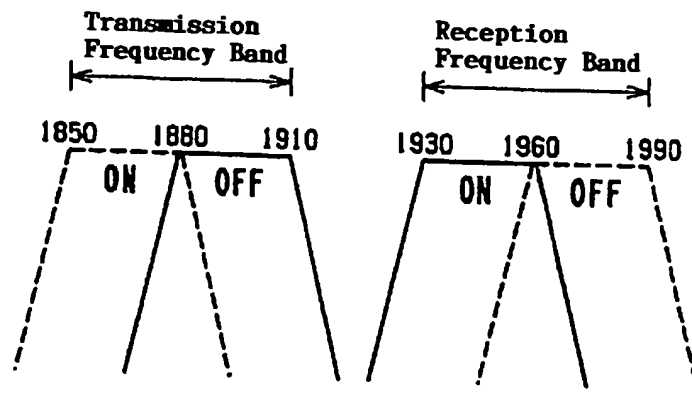 Transmission
Frequency Band
Reception
Frequency Band
1850 1880 1910
1930 1960 1990
ON OFF
ON OFF